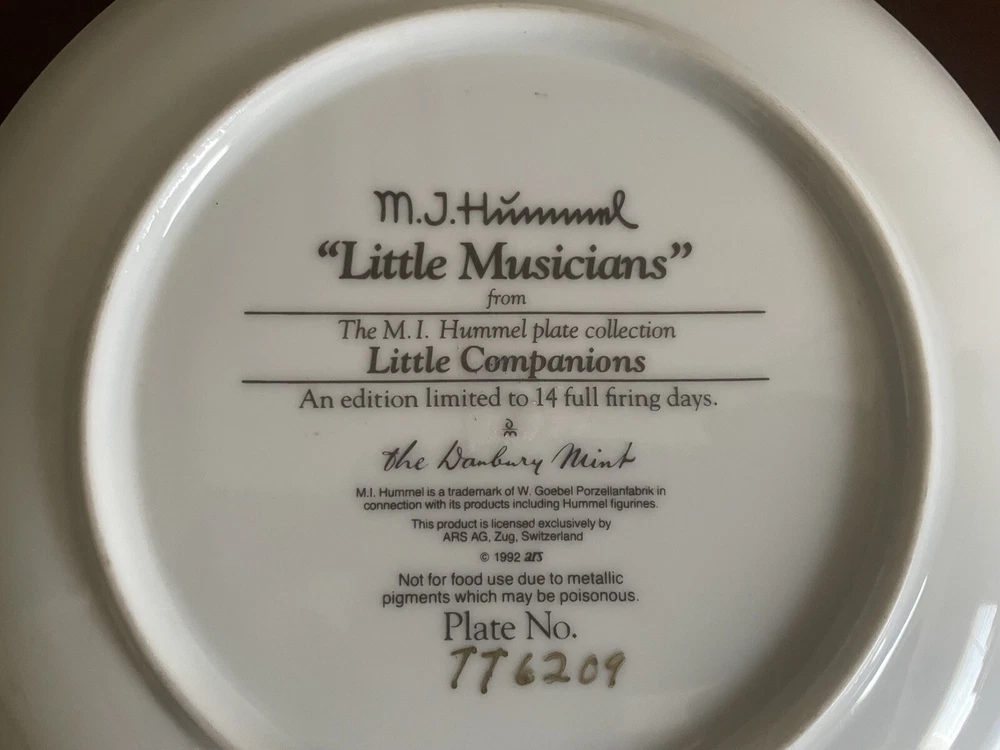 M.J.Hummel
“Little Musicians”
from
The M. I. Hummel plate collection
Little Companions
An edition limited to 14 full firing days.
the Danbury Mint
M.I. Hummel is a trademark of W. Goebel Porzellanfabrik in
connection with its products including Hummel figurines.
This product is licensed exclusively by
ARS AG, Zug, Switzerland
© 1992 ars
Not for food use due to metallic
pigments which may be poisonous.
Plate No.
TT6209